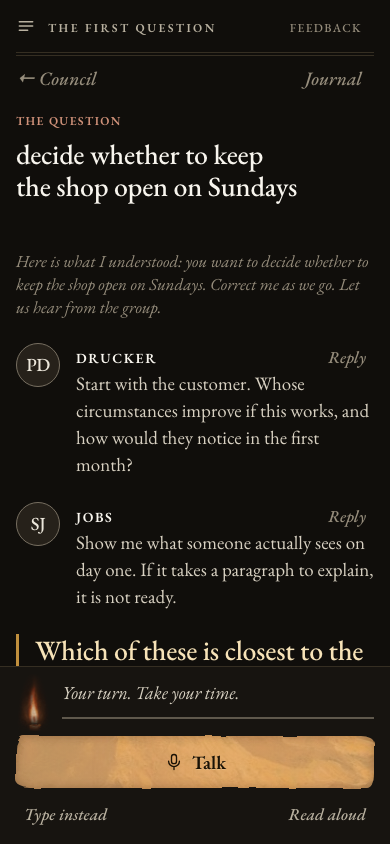 THE FIRST QUESTION FEEDBACK
← Council Journal
THE QUESTION
decide whether to keep
the shop open on Sundays
Here is what I understood: you want to decide whether to
keep the shop open on Sundays. Correct me as we go. Let
us hear from the group.
PD DRUCKER Reply
Start with the customer. Whose
circumstances improve if this works, and
how would they notice in the first
month?
SJ JOBS Reply
Show me what someone actually sees on
day one. If it takes a paragraph to explain,
it is not ready.
Which of these is closest to the
Your turn. Take your time.
Talk
Type instead Read aloud